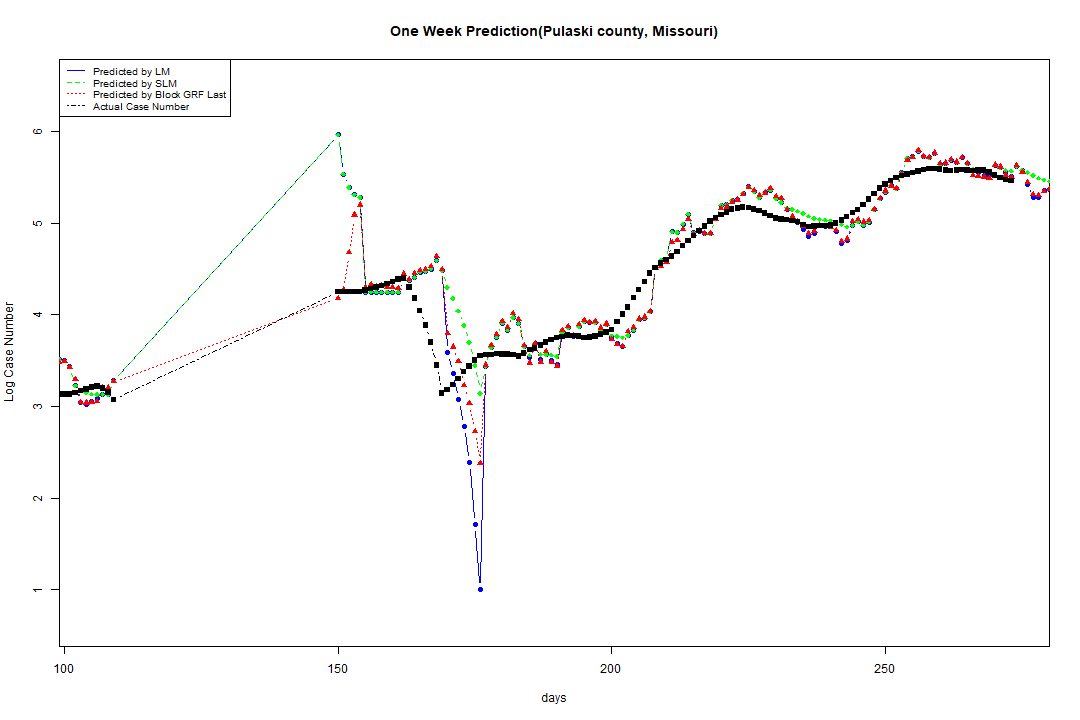 One Week Prediction(Pulaski county, Missouri)
Predicted by LM
Predicted by SLM
Predicted by Block GRF Last
Actual Case Number
6
5
4
3
2
1
Log Case Number
100 150 200 250
days